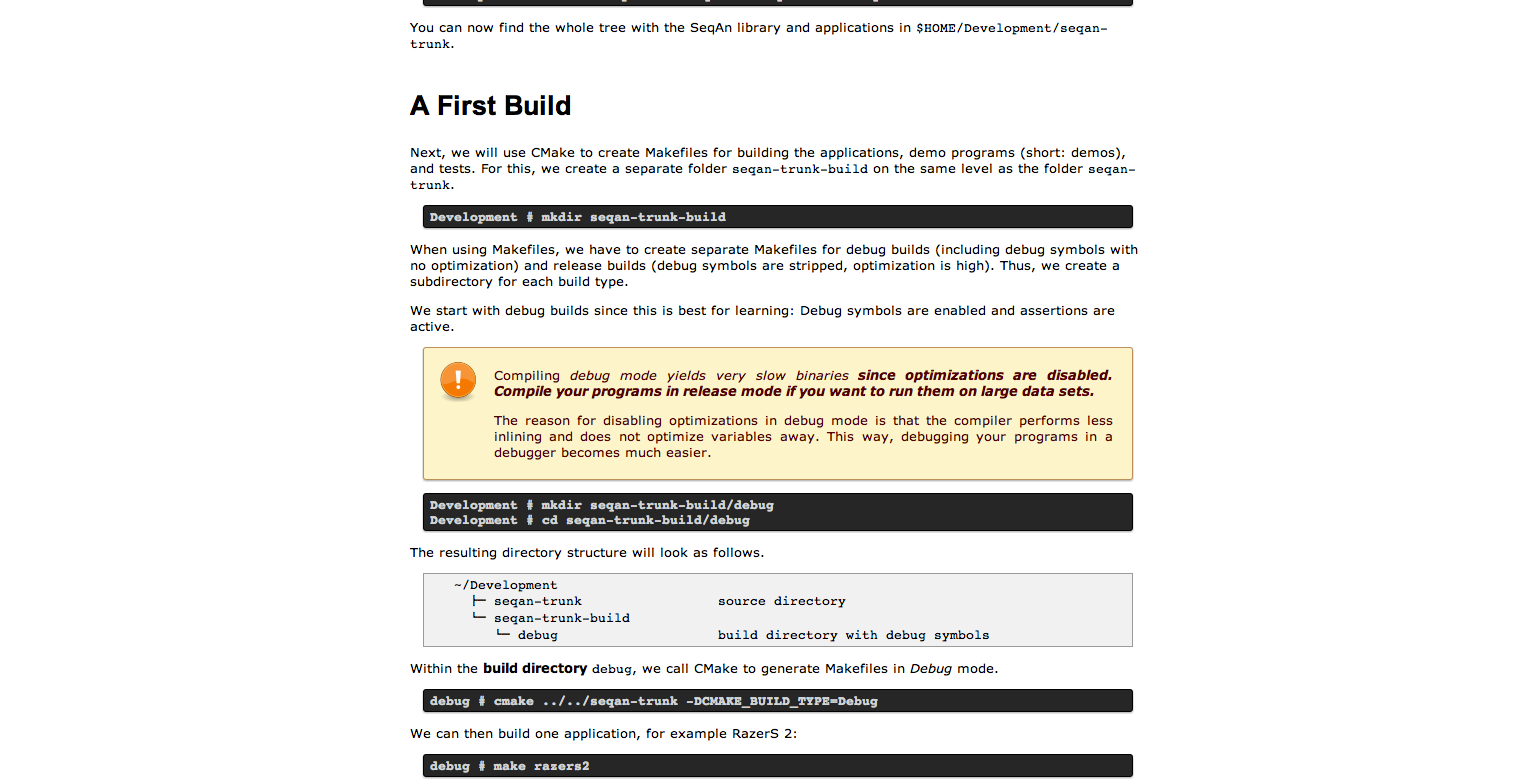 You can now find the whole tree with the SeqAn library and applications in $HOME/Development/seqan-
trunk.
A First Build
Next, we will use CMake to create Makefiles for building the applications, demo programs (short: demos),
and tests. For this, we create a separate folder seqan-trunk-build on the same level as the folder seqan-
trunk.
Development # mkdir seqan-trunk-build
When using Makefiles, we have to create separate Makefiles for debug builds (including debug symbols with
no optimization) and release builds (debug symbols are stripped, optimization is high). Thus, we create a
subdirectory for each build type.
We start with debug builds since this is best for learning: Debug symbols are enabled and assertions are
active.
Compiling debug mode yields very slow binaries since optimizations are disabled.
Compile your programs in release mode if you want to run them on large data sets.
The reason for disabling optimizations in debug mode is that the compiler performs less
inlining and does not optimize variables away. This way, debugging your programs in a
debugger becomes much easier.
Development # mkdir seqan-trunk-build/debug
Development # cd seqan-trunk-build/debug
The resulting directory structure will look as follows.
~/Development
├─ seqan-trunk source directory
└─ seqan-trunk-build
└─ debug build directory with debug symbols
Within the build directory debug, we call CMake to generate Makefiles in Debug mode.
debug # cmake ../../seqan-trunk -DCMAKE_BUILD_TYPE=Debug
We can then build one application, for example RazerS 2:
debug # make razers2